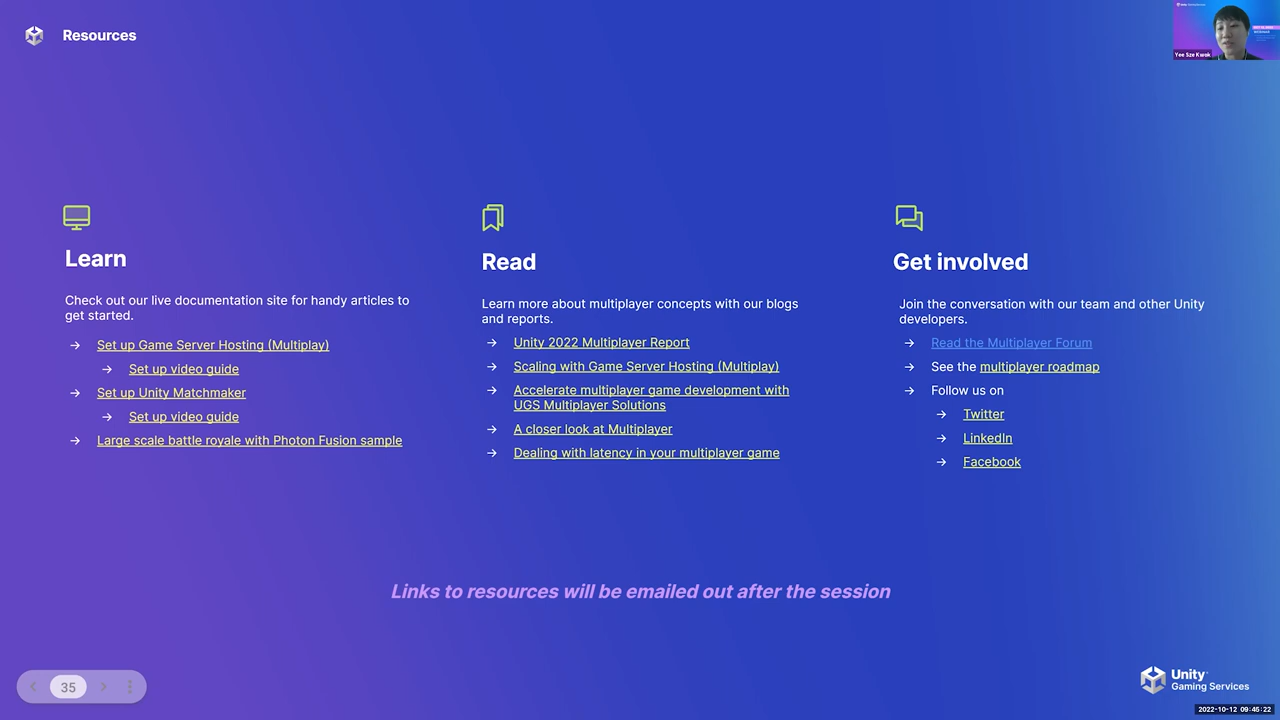 Resources
Yee Sze Kwok
Learn
Check out our live documentation site for handy articles to
get started.
→ Set up Game Server Hosting (Multiplay)
→ Set up video guide
→ Set up Unity Matchmaker
→ Set up video guide
→ Large scale battle royale with Photon Fusion sample
Read
Learn more about multiplayer concepts with our blogs
and reports.
→ Unity 2022 Multiplayer Report
→ Scaling with Game Server Hosting (Multiplay)
→ Accelerate multiplayer game development with
UGS Multiplayer Solutions
→ A closer look at Multiplayer
→ Dealing with latency in your multiplayer game
Get involved
Join the conversation with our team and other Unity
developers.
→ Read the Multiplayer Forum
→ See the multiplayer roadmap
→ Follow us on
→ Twitter
→ LinkedIn
→ Facebook
Links to resources will be emailed out after the session
35
Unity
Gaming Services
2022-10-12 09:45:22